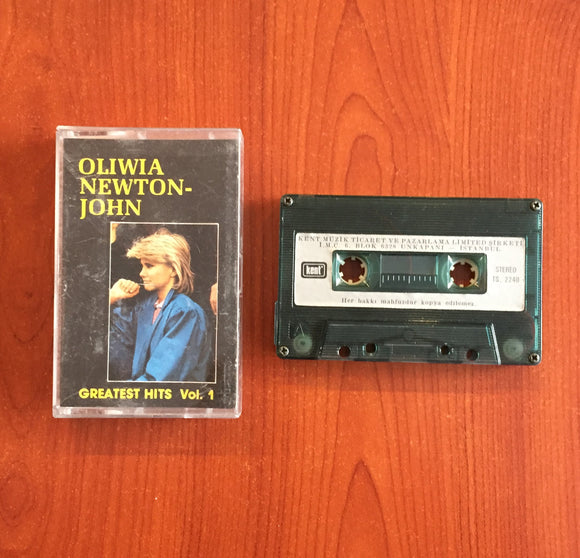 OLIWIA
NEWTON-
JOHN
GREATEST HITS Vol. 1
KENT MÜZİK TİCARET VE PAZARLAMA LİMİTED ŞİRKETİ
İ.M.Ç. 6. BLOK 6328 UNKAPANI - İSTANBUL
kent
STEREO
TS. 2248
Her hakkı mahfuzdur kopya edilemez.